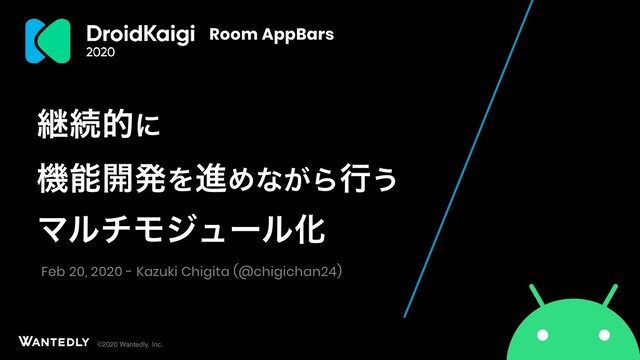 DroidKaigi
2020
Room AppBars
継続的に
機能開発を進めながら行う
マルチモジュール化
Feb 20, 2020 - Kazuki Chigita (@chigichan24)
WANTEDLY
©2020 Wantedly, Inc.